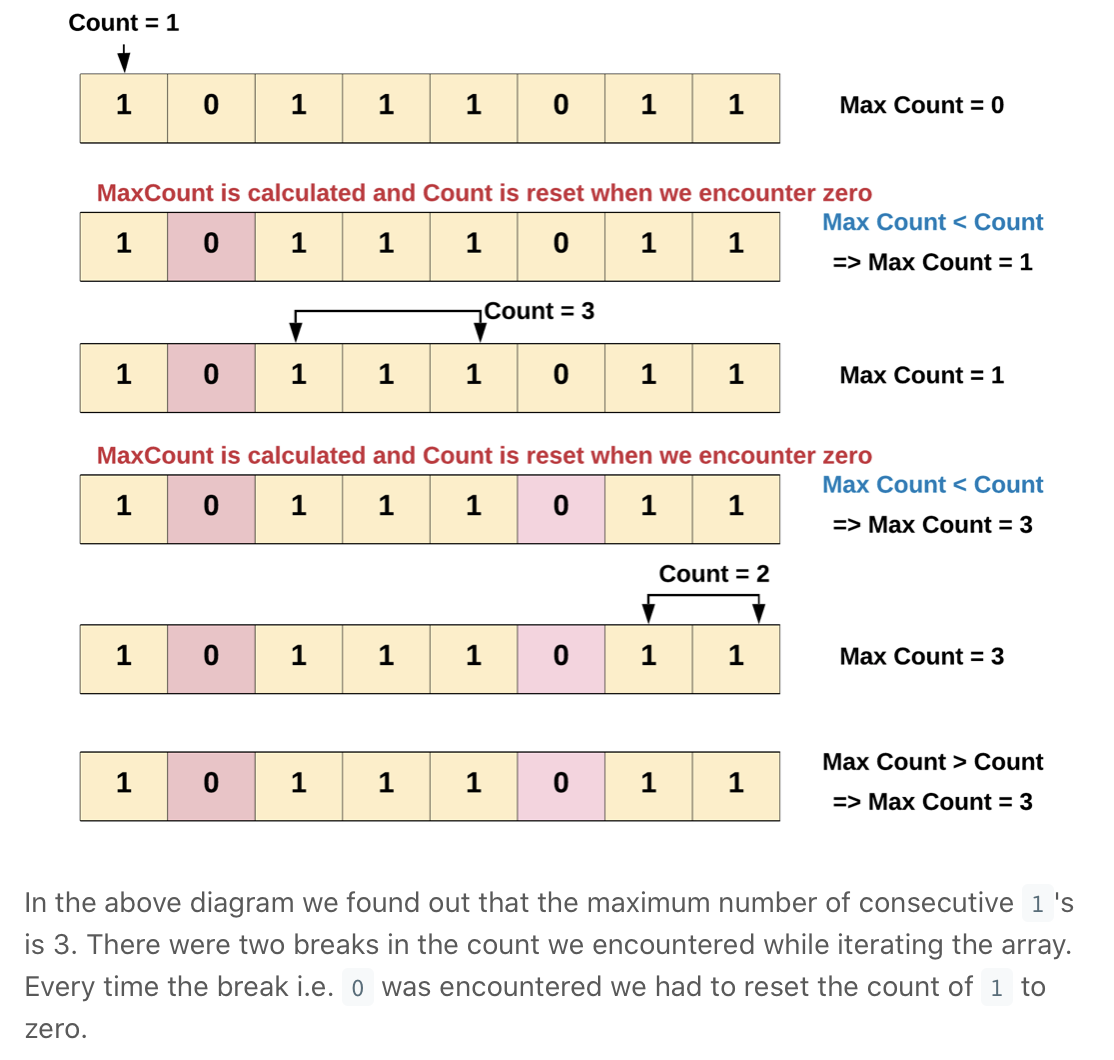 Count = 1
1 0 1 1 1 0 1 1 Max Count = 0
MaxCount is calculated and Count is reset when we encounter zero
Max Count < Count
1 0 1 1 1 0 1 1
=> Max Count = 1
Count = 3
1 0 1 1 1 0 1 1 Max Count = 1
MaxCount is calculated and Count is reset when we encounter zero
Max Count < Count
1 0 1 1 1 0 1 1
=> Max Count = 3
Count = 2
1 0 1 1 1 0 1 1 Max Count = 3
Max Count > Count
1 0 1 1 1 0 1 1
=> Max Count = 3
In the above diagram we found out that the maximum number of consecutive 1 's
is 3. There were two breaks in the count we encountered while iterating the array.
Every time the break i.e. 0 was encountered we had to reset the count of 1 to
zero.